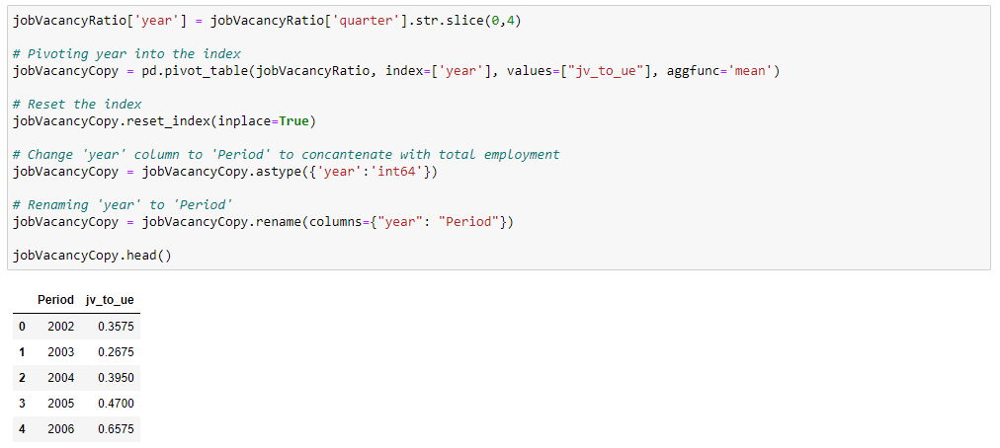 jobVacancyRatio['year'] = jobVacancyRatio['quarter'].str.slice(0,4)
# Pivoting year into the index
jobVacancyCopy = pd.pivot_table(jobVacancyRatio, index=['year'], values=["jv_to_ue"], aggfunc='mean')
# Reset the index
jobVacancyCopy.reset_index(inplace=True)
# Change 'year' column to 'Period' to concantenate with total employment
jobVacancyCopy = jobVacancyCopy.astype({'year':'int64'})
# Renaming 'year' to 'Period'
jobVacancyCopy = jobVacancyCopy.rename(columns={"year": "Period"})
jobVacancyCopy.head()
Period jv_to_ue
0 2002 0.3575
1 2003 0.2675
2 2004 0.3950
3 2005 0.4700
4 2006 0.6575